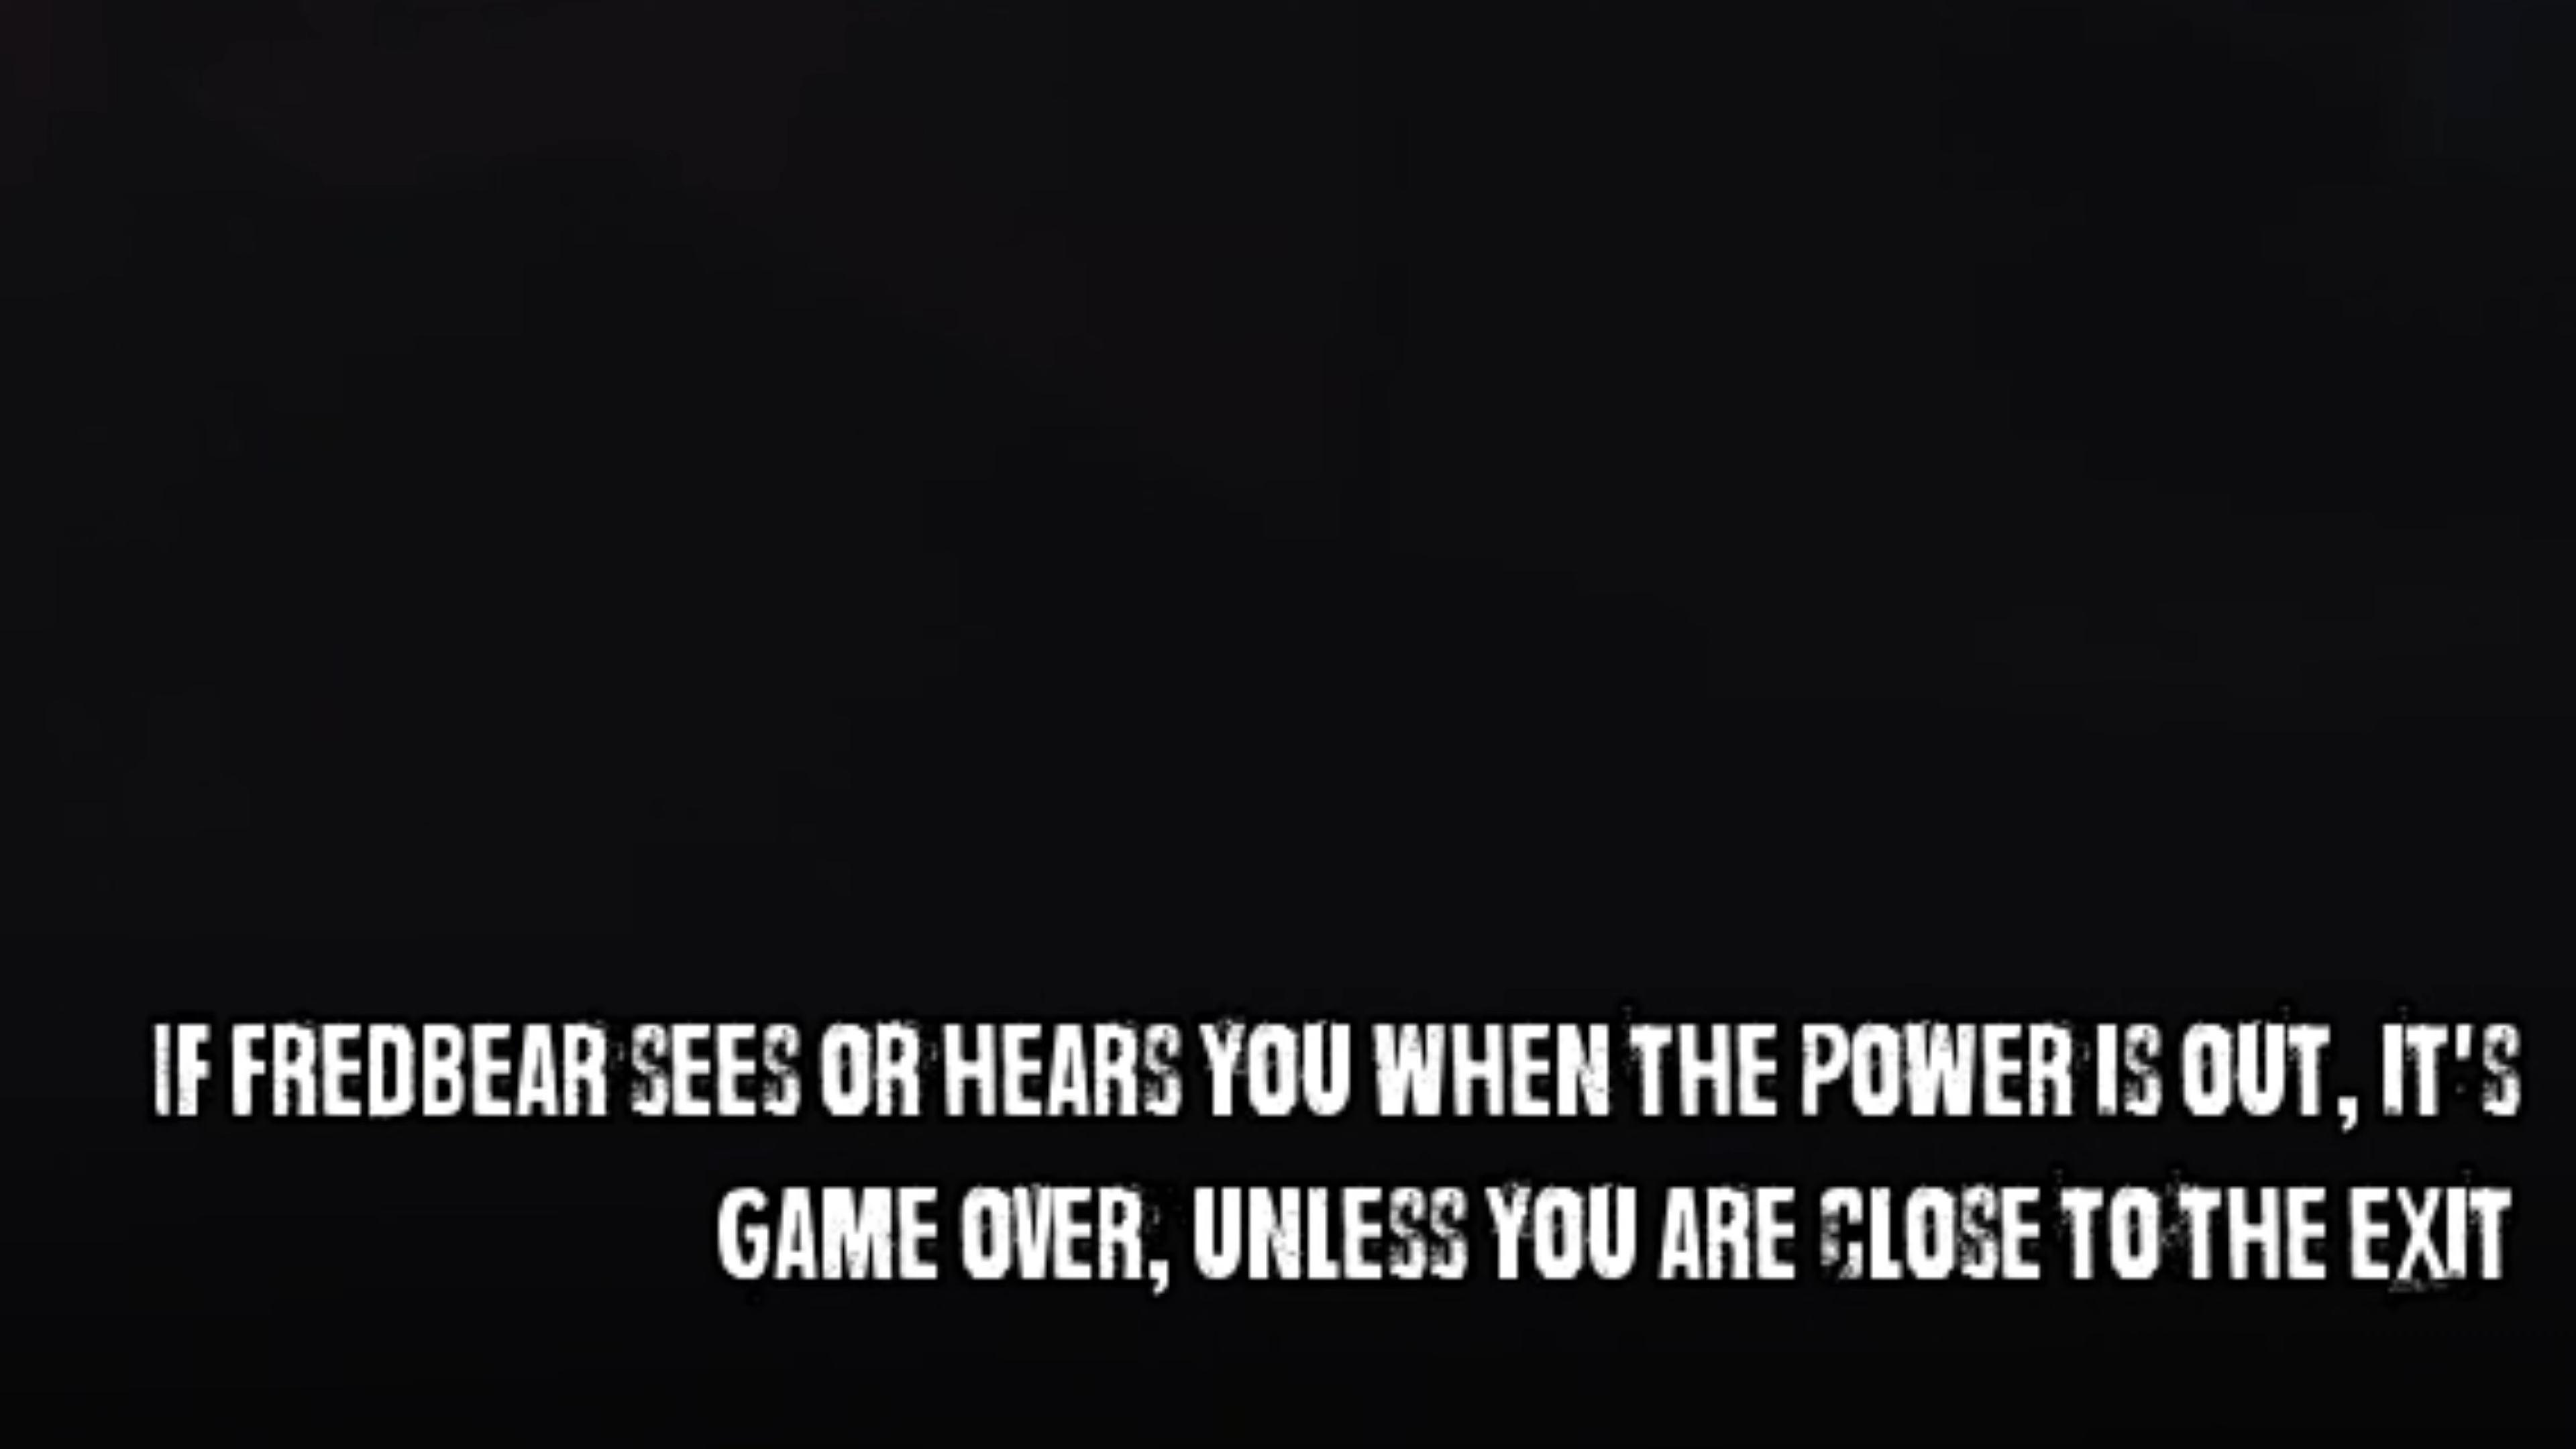 IF FREDBEAR SEES OR HEARS YOU WHEN THE POWER IS OUT, IT'S
GAME OVER, UNLESS YOU ARE CLOSE TO THE EXIT